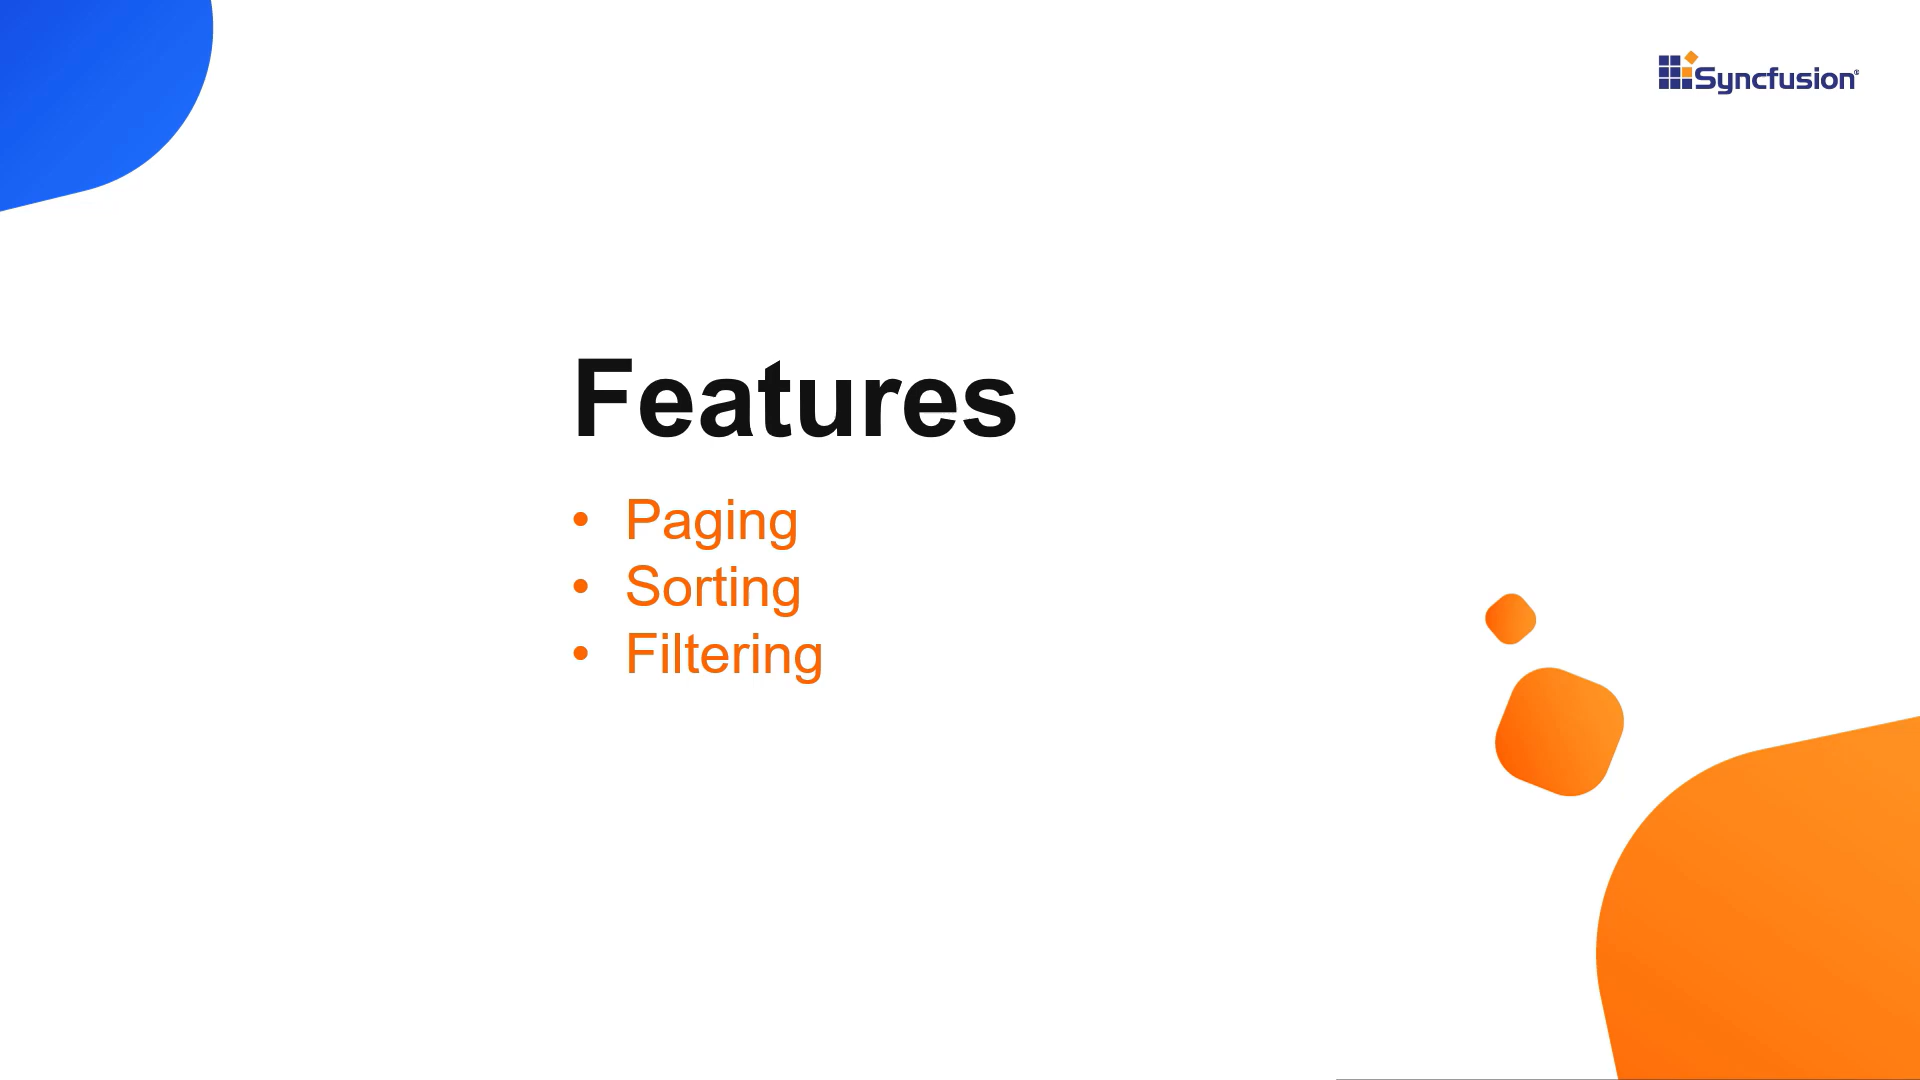 Syncfusion®
Features
• Paging
• Sorting
• Filtering